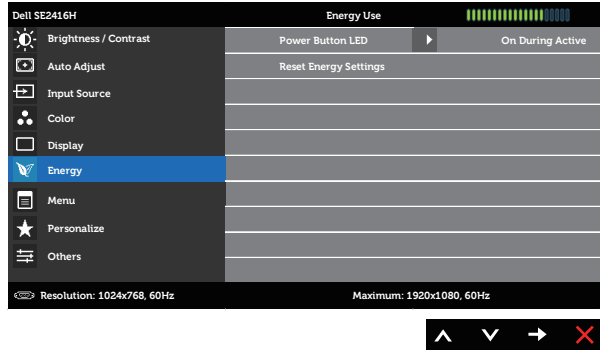 Dell SE2416H Energy Use
Brightness / Contrast Power Button LED On During Active
Auto Adjust Reset Energy Settings
Input Source
Color
Display
Energy
Menu
Personalize
Others
Resolution: 1024x768, 60Hz Maximum: 1920x1080, 60Hz